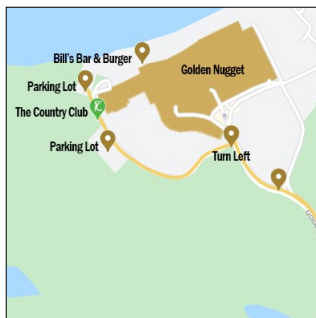 Bill's Bar & Burger
Golden Nugget
Parking Lot
The Country Club
Parking Lot
Turn Left